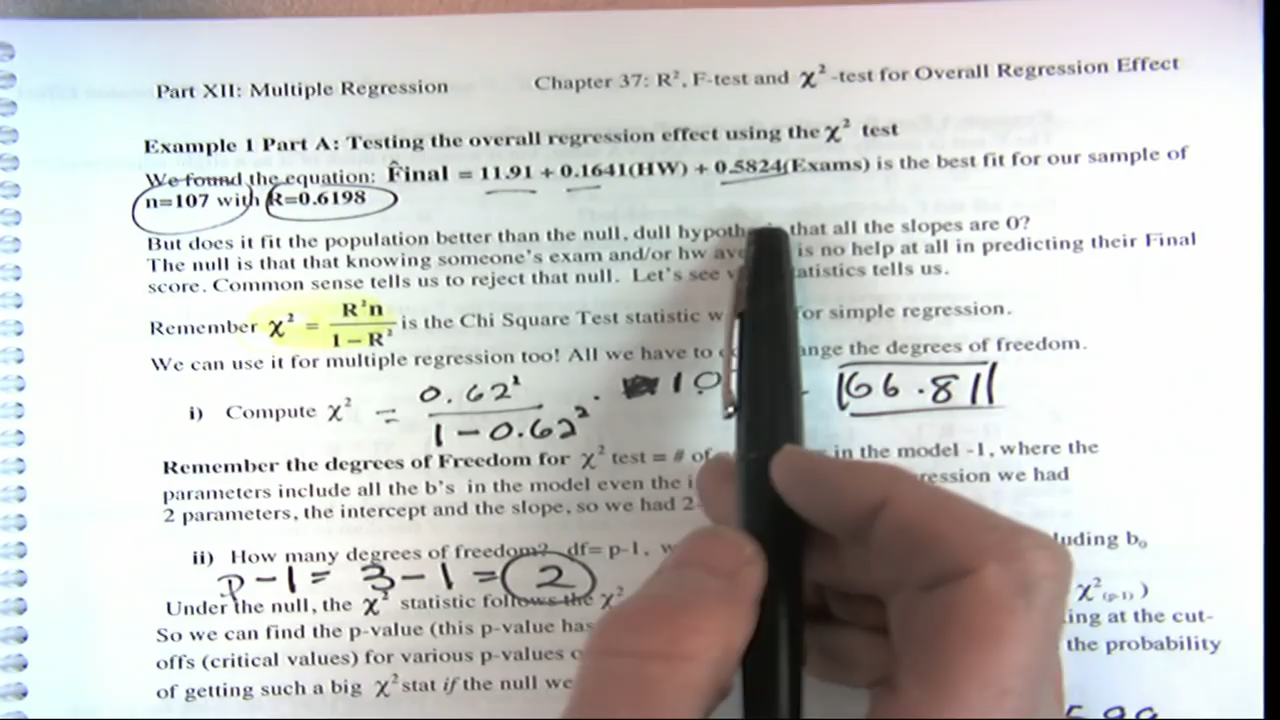 Part XII: Multiple Regression Chapter 37: R², F-test and χ²-test for Overall Regression Effect
Example 1 Part A: Testing the overall regression effect using the χ² test
We found the equation: F̂inal = 11.91 + 0.1641(HW) + 0.5824(Exams) is the best fit for our sample of
n=107 with R=0.6198
But does it fit the population better than the null, dull that all the slopes are 0?
The null is that that knowing someone's exam and/or hw is no help at all in predicting their Final
score. Common sense tells us to reject that null. Let's see tells us.
Remember χ² = R²n / 1 – R² is the Chi Square Test statistic for simple regression.
We can use it for multiple regression too! All we have to the degrees of freedom.
i) Compute χ² = 0.62² / 1 – 0.62² · 166.811
Remember the degrees of Freedom for χ² test = # of in the model -1, where the
parameters include all the b's in the model even the we had
2 parameters, the intercept and the slope, so we had 2-
ii) How many degrees of freedom? df= p-1, b₀
p – 1 = 3 – 1 = 2
Under the null, the χ² statistic follows the χ² χ²(p-1) )
So we can find the p-value (this p-value has at the cut-
offs (critical values) for various p-values the probability
of getting such a big χ² stat if the null